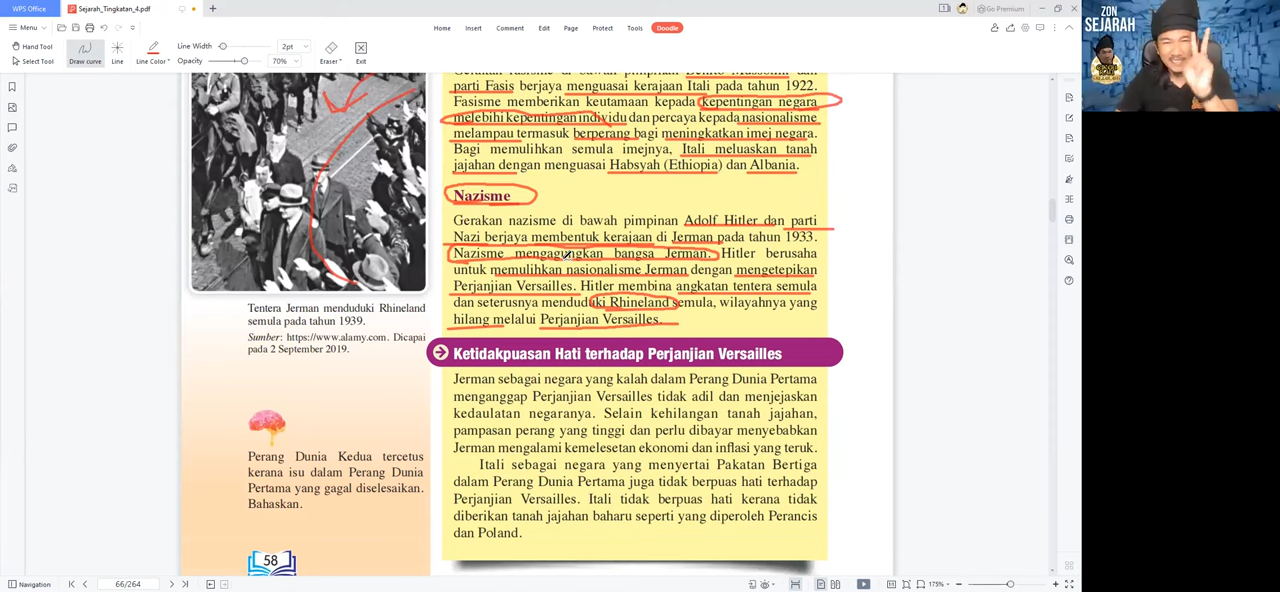 WPS Office
Sejarah_Tingkatan_4.pdf
Go Premium
Menu
Home
Insert
Comment
Edit
Page
Protect
Tools
Doodle
Hand Tool
Select Tool
Draw curve
Line
Line Color
Line Width
2pt
Opacity
70%
Eraser
Exit
ZON
SEJARAH
parti Fasis berjaya menguasai kerajaan Itali pada tahun 1922.
Fasisme memberikan keutamaan kepada kepentingan negara
melebihi kepentingan individu dan percaya kepada nasionalisme
melampau termasuk berperang bagi meningkatkan imej negara.
Bagi memulihkan semula imejnya, Itali meluaskan tanah
jajahan dengan menguasai Habsyah (Ethiopia) dan Albania.
Nazisme
Gerakan nazisme di bawah pimpinan Adolf Hitler dan parti
Nazi berjaya membentuk kerajaan di Jerman pada tahun 1933.
Nazisme mengagungkan bangsa Jerman. Hitler berusaha
untuk memulihkan nasionalisme Jerman dengan mengetepikan
Perjanjian Versailles. Hitler membina angkatan tentera semula
dan seterusnya menduduki Rhineland semula, wilayahnya yang
hilang melalui Perjanjian Versailles.
Tentera Jerman menduduki Rhineland
semula pada tahun 1939.
Sumber: https://www.alamy.com. Dicapai
pada 2 September 2019.
Ketidakpuasan Hati terhadap Perjanjian Versailles
Jerman sebagai negara yang kalah dalam Perang Dunia Pertama
menganggap Perjanjian Versailles tidak adil dan menjejaskan
kedaulatan negaranya. Selain kehilangan tanah jajahan,
pampasan perang yang tinggi dan perlu dibayar menyebabkan
Jerman mengalami kemelesetan ekonomi dan inflasi yang teruk.
Itali sebagai negara yang menyertai Pakatan Bertiga
dalam Perang Dunia Pertama juga tidak berpuas hati terhadap
Perjanjian Versailles. Itali tidak berpuas hati kerana tidak
diberikan tanah jajahan baharu seperti yang diperoleh Perancis
dan Poland.
Perang Dunia Kedua tercetus
kerana isu dalam Perang Dunia
Pertama yang gagal diselesaikan.
Bahaskan.
58
Navigation
66/264
175%